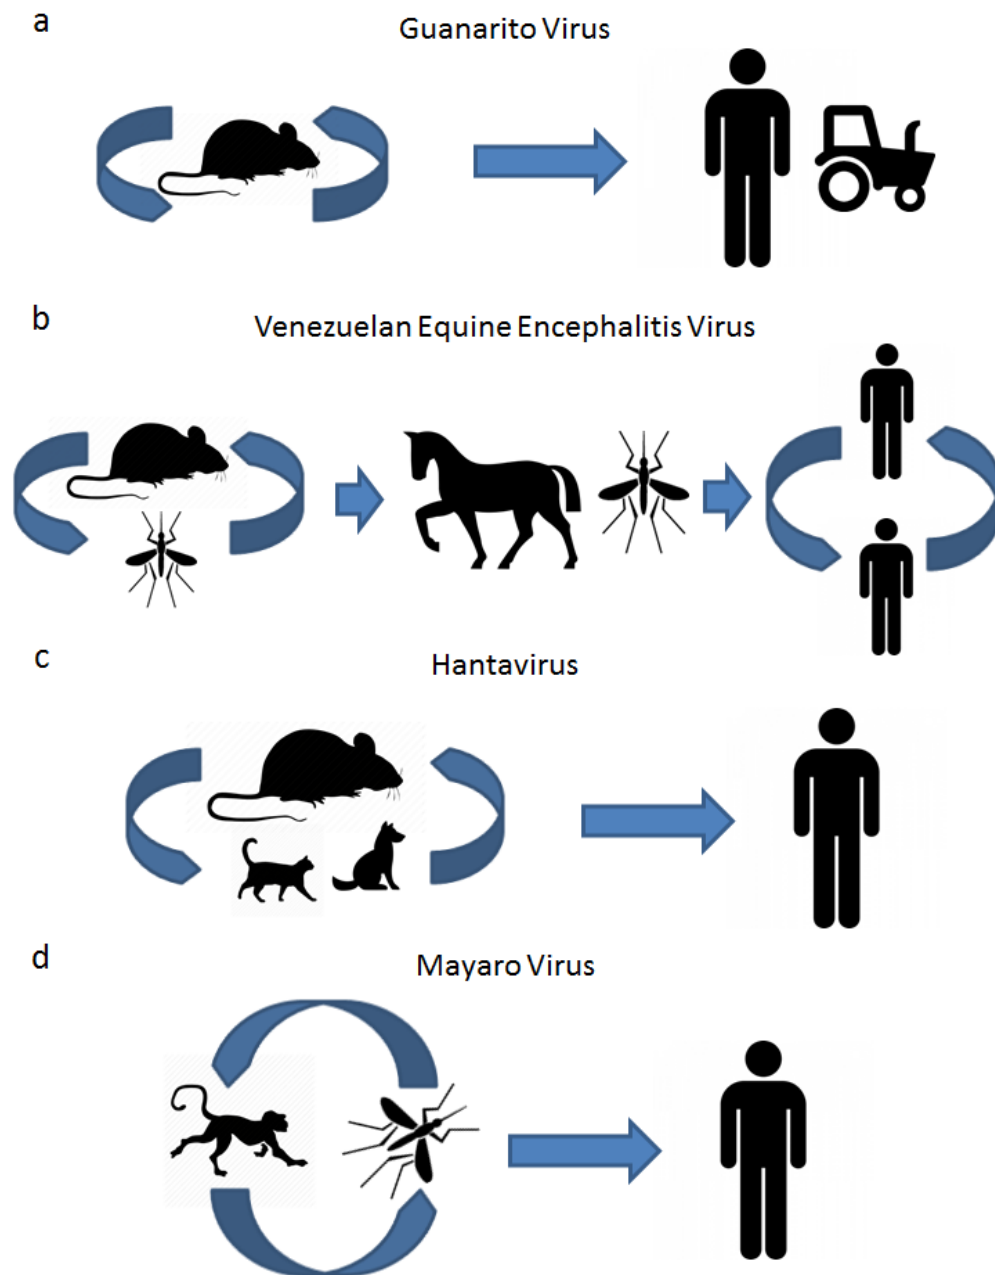 a
Guanarito Virus
b
Venezuelan Equine Encephalitis Virus
c
Hantavirus
d
Mayaro Virus